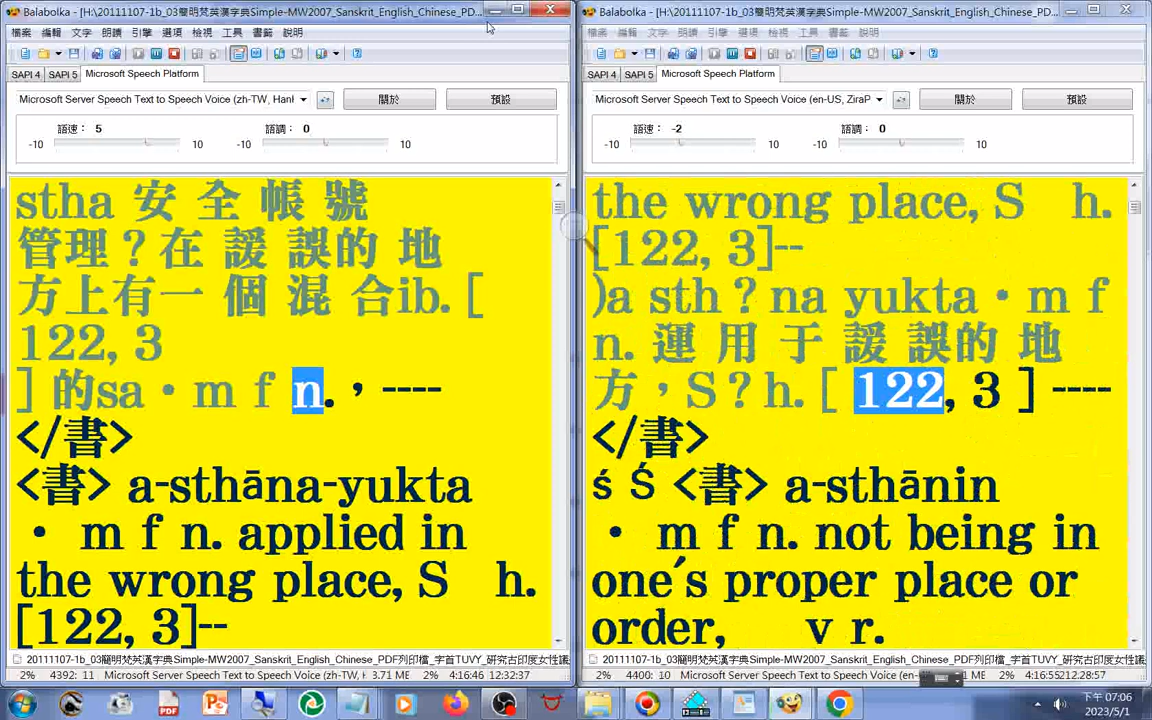 Balabolka - [H:\20111107-1b_03簡明梵英漢字典Simple-MW2007_Sanskrit_English_Chinese_PD...
檔案 編輯 文字 朗讀 引擎 選項 檢視 工具 書籤 說明
SAPI 4 SAPI 5 Microsoft Speech Platform
Microsoft Server Speech Text to Speech Voice (zh-TW, Hanl 關於 預設
語速： 5 語調： 0
-10 10 -10 10
stha 安 全 帳 號
管理？在 諼 誤的 地
方上有一 個 混 合ib. [
122, 3
] 的sa・m f n.，----
</書>
<書> a-sthāna-yukta
• m f n. applied in
the wrong place, S h.
[122, 3]--
20111107-1b_03簡明梵英漢字典Simple-MW2007_Sanskrit_English_Chinese_PDF列印檔_字首TUVY_研究古印度女性議
2% 4392: 11 Microsoft Server Speech Text to Speech Voice (zh-TW, H 3.71 ME 2% 4:16:46 12:32:37
Balabolka - [H:\20111107-1b_03簡明梵英漢字典Simple-MW2007_Sanskrit_English_Chinese_PD...
檔案 編輯 文字 朗讀 引擎 選項 檢視 工具 書籤 說明
SAPI 4 SAPI 5 Microsoft Speech Platform
Microsoft Server Speech Text to Speech Voice (en-US, ZiraP 關於 預設
語速： -2 語調： 0
-10 10 -10 10
the wrong place, S h.
[122, 3]--
)a sth？na yukta・m f
n. 運 用 于 諼 誤的 地
方，S？h. [ 122, 3 ] ----
</書>
ś Ś <書> a-sthānin
• m f n. not being in
one's proper place or
order, v r.
20111107-1b_03簡明梵英漢字典Simple-MW2007_Sanskrit_English_Chinese_PDF列印檔_字首TUVY_研究古印度女性議
2% 4400: 10 Microsoft Server Speech Text to Speech Voice (en-US, 2% 4:16:55
下午 07:06
2023/5/1